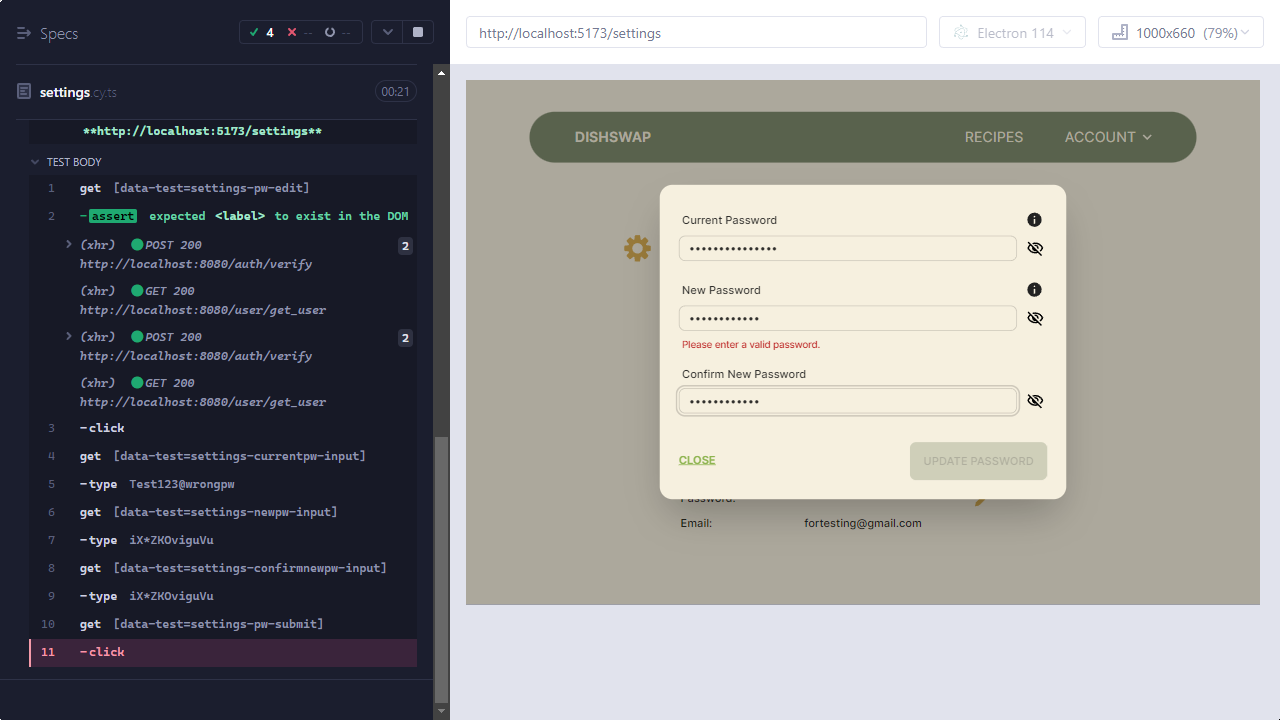 Specs
4 -- --
settings.cy.ts
00:21
**http://localhost:5173/settings**
TEST BODY
1 get [data-test=settings-pw-edit]
2 -assert expected <label> to exist in the DOM
(xhr) POST 200 2
http://localhost:8080/auth/verify
(xhr) GET 200
http://localhost:8080/user/get_user
(xhr) POST 200 2
http://localhost:8080/auth/verify
(xhr) GET 200
http://localhost:8080/user/get_user
3 -click
4 get [data-test=settings-currentpw-input]
5 -type Test123@wrongpw
6 get [data-test=settings-newpw-input]
7 -type iX*ZKOviguVu
8 get [data-test=settings-confirmnewpw-input]
9 -type iX*ZKOviguVu
10 get [data-test=settings-pw-submit]
11 -click
http://localhost:5173/settings
Electron 114
1000x660 (79%)
DISHSWAP
RECIPES
ACCOUNT
Current Password
•••••••••••••••
New Password
••••••••••••
Please enter a valid password.
Confirm New Password
••••••••••••
CLOSE
UPDATE PASSWORD
Password:
Email: fortesting@gmail.com